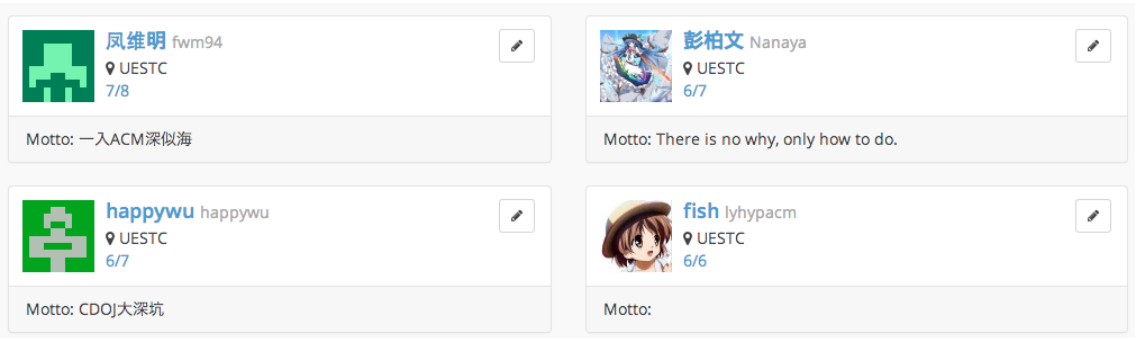 凤维明 fwm94
UESTC
7/8
Motto: 一入ACM深似海
彭柏文 Nanaya
UESTC
6/7
Motto: There is no why, only how to do.
happywu happywu
UESTC
6/7
Motto: CDOJ大深坑
fish lyhypacm
UESTC
6/6
Motto: